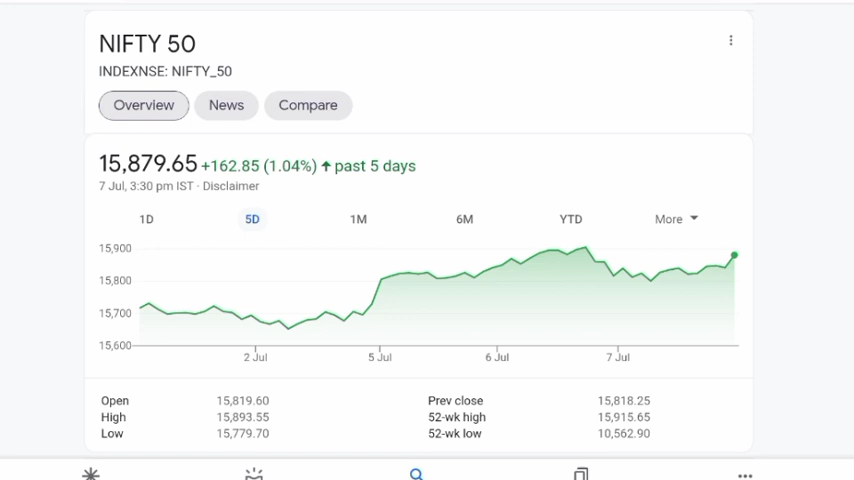 NIFTY 50
INDEXNSE: NIFTY_50
Overview News Compare
15,879.65 +162.85 (1.04%) ↑ past 5 days
7 Jul, 3:30 pm IST · Disclaimer
1D 5D 1M 6M YTD More
15,900
15,800
15,700
15,600
2 Jul 5 Jul 6 Jul 7 Jul
Open 15,819.60 Prev close 15,818.25
High 15,893.55 52-wk high 15,915.65
Low 15,779.70 52-wk low 10,562.90